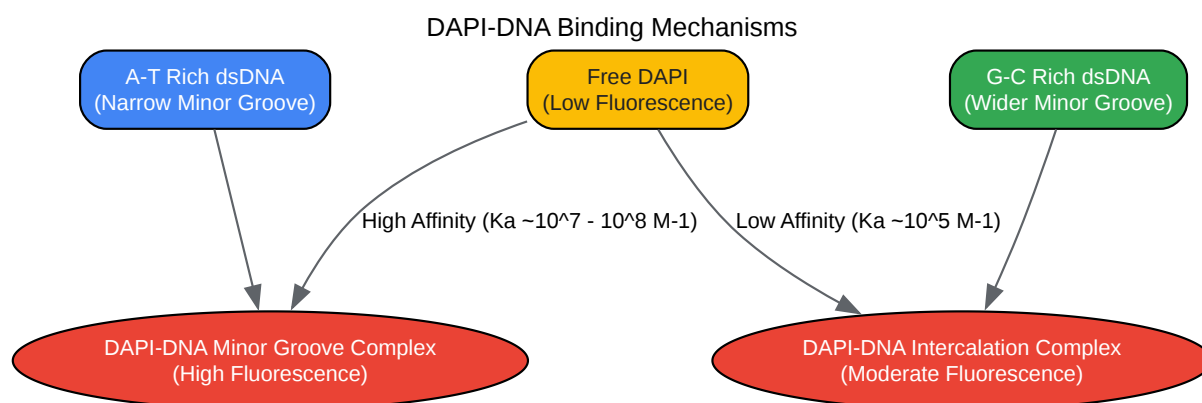 DAPI-DNA Binding Mechanisms
A-T Rich dsDNA
(Narrow Minor Groove)
Free DAPI
(Low Fluorescence)
G-C Rich dsDNA
(Wider Minor Groove)
High Affinity (Ka ~10^7 - 10^8 M-1)
Low Affinity (Ka ~10^5 M-1)
DAPI-DNA Minor Groove Complex
(High Fluorescence)
DAPI-DNA Intercalation Complex
(Moderate Fluorescence)